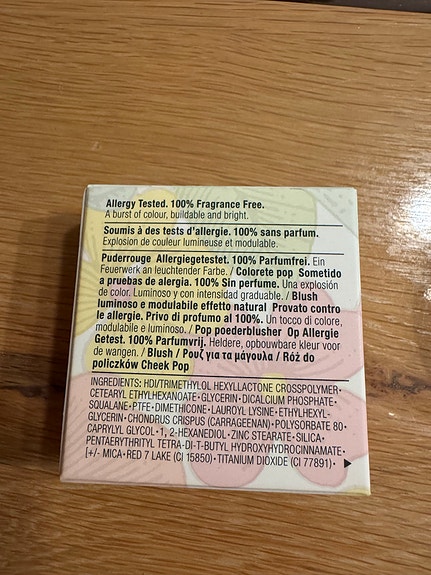 Allergy Tested. 100% Fragrance Free.
A burst of colour, buildable and bright.
Soumis à des tests d'allergie. 100% sans parfum.
Explosion de couleur lumineuse et modulable.
Puderrouge Allergiegetestet. 100% Parfumfrei. Ein
Feuerwerk an leuchtender Farbe. / Colorete pop Sometido
a pruebas de alergia. 100% Sin perfume. Una explosión
de color. Luminoso y con intensidad graduable. / Blush
luminoso e modulabile effetto natural Provato contro
le allergie. Privo di profumo al 100%. Un tocco di colore,
modulabile e luminoso. / Pop poederblusher Op Allergie
Getest. 100% Parfumvrij. Heldere, opbouwbare kleur voor
de wangen. / Blush / Ρουζ για τα μάγουλα / Róż do
policzków Cheek Pop
INGREDIENTS: HDI/TRIMETHYLOL HEXYLLACTONE CROSSPOLYMER•
CETEARYL ETHYLHEXANOATE•GLYCERIN•DICALCIUM PHOSPHATE•
SQUALANE•PTFE•DIMETHICONE•LAUROYL LYSINE•ETHYLHEXYL-
GLYCERIN•CHONDRUS CRISPUS (CARRAGEENAN)•POLYSORBATE 80•
CAPRYLYL GLYCOL•1, 2-HEXANEDIOL•ZINC STEARATE•SILICA•
PENTAERYTHRITYL TETRA-DI-T-BUTYL HYDROXYHYDROCINNAMATE•
[+/- MICA•RED 7 LAKE (CI 15850)•TITANIUM DIOXIDE (CI 77891)• ▶